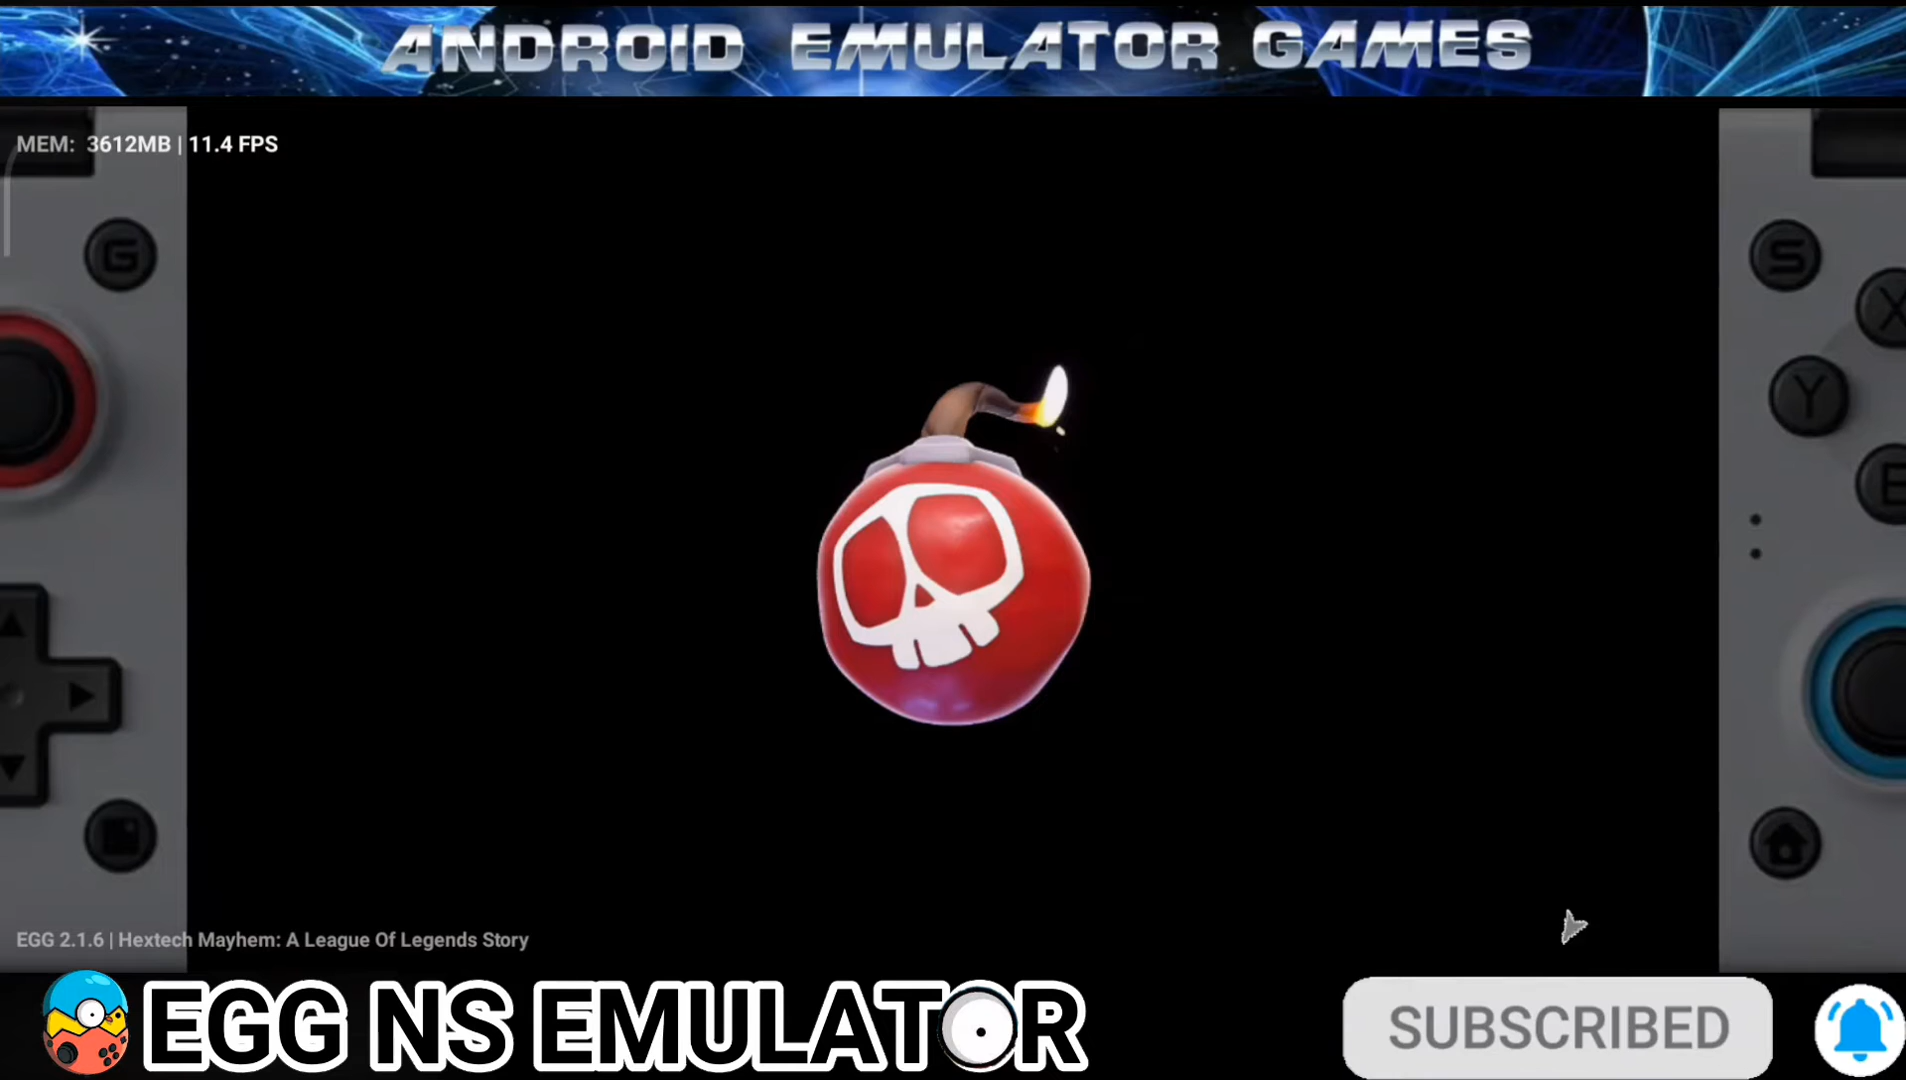 ANDROID EMULATOR GAMES
MEM: 3612MB | 11.4 FPS
G
S
X
Y
E
EGG 2.1.6 | Hextech Mayhem: A League Of Legends Story
EGG NS EMULATOR
SUBSCRIBED